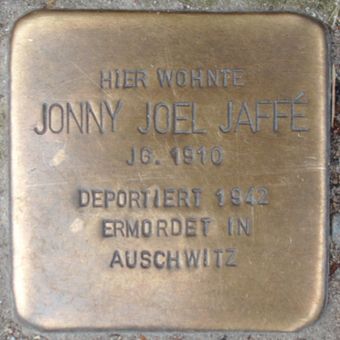 HIER WOHNTE
JONNY JOEL JAFFÉ
JG. 1910
DEPORTIERT 1942
ERMORDET IN
AUSCHWITZ